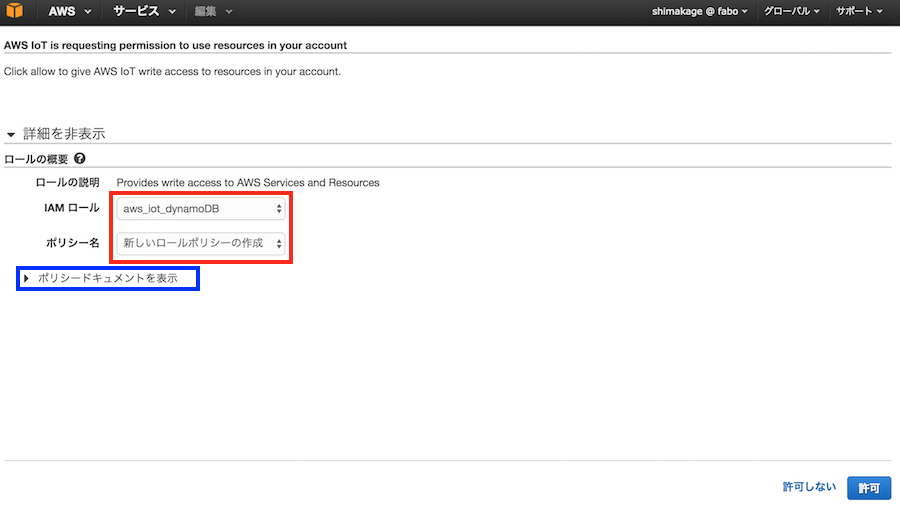 AWS サービス 編集 shimakage @ fabo グローバル サポート
AWS IoT is requesting permission to use resources in your account
Click allow to give AWS IoT write access to resources in your account.
詳細を非表示
ロールの概要 ?
ロールの説明 Provides write access to AWS Services and Resources
IAM ロール aws_iot_dynamoDB
ポリシー名 新しいロールポリシーの作成
ポリシードキュメントを表示
許可しない 許可